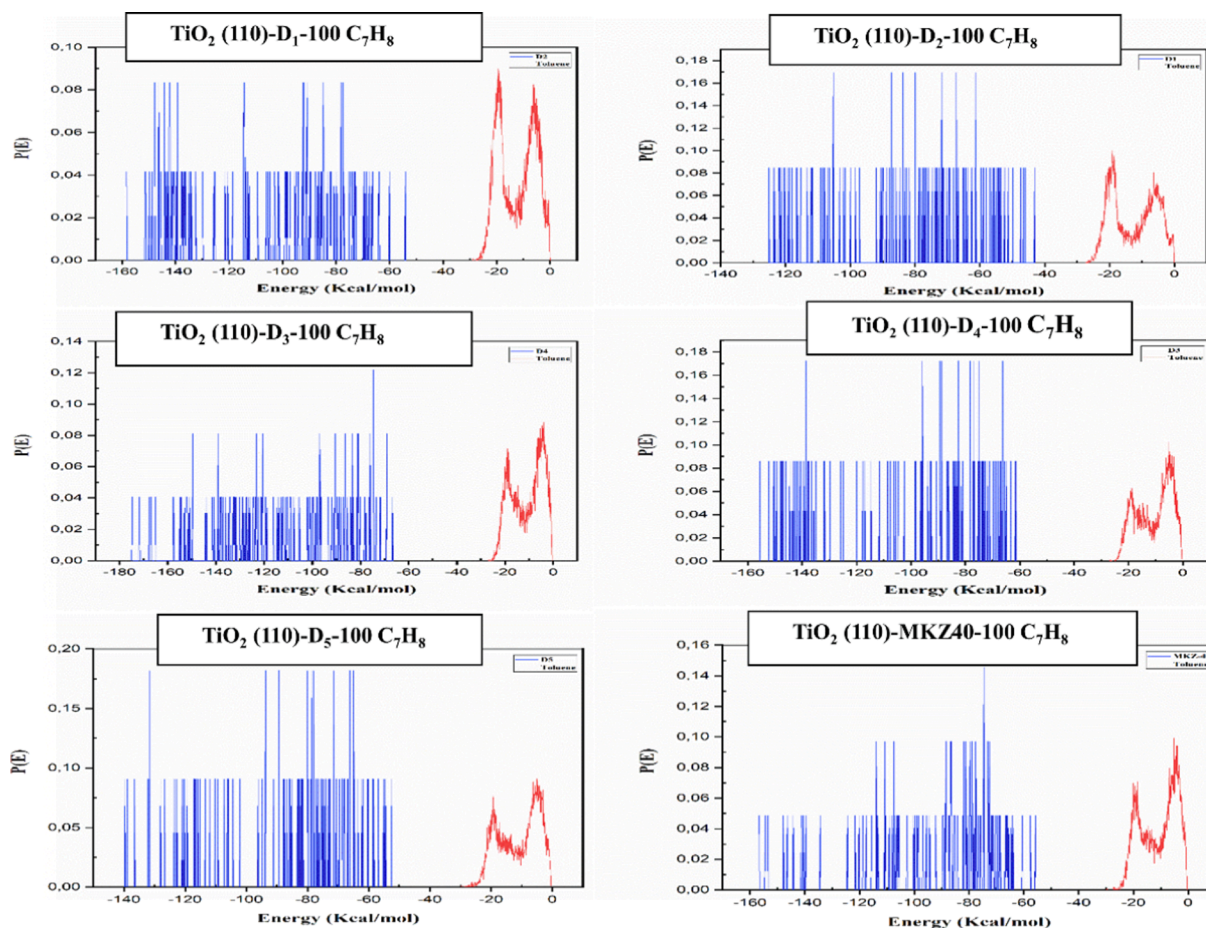 TiO₂ (110)-D₁-100 C₇H₈
D2
Toluene
0,10
0,08
0,06
0,04
0,02
0,00
P(E)
-160 -140 -120 -100 -80 -60 -40 -20 0
Energy (Kcal/mol)
TiO₂ (110)-D₂-100 C₇H₈
D1
Toluene
0,18
0,16
0,14
0,12
0,10
0,08
0,06
0,04
0,02
0,00
P(E)
-140 -120 -100 -80 -60 -40 -20 0
Energy (Kcal/mol)
TiO₂ (110)-D₃-100 C₇H₈
D4
Toluene
0,14
0,12
0,10
0,08
0,06
0,04
0,02
0,00
P(E)
-180 -160 -140 -120 -100 -80 -60 -40 -20 0
Energy (Kcal/mol)
TiO₂ (110)-D₄-100 C₇H₈
D3
Toluene
0,18
0,16
0,14
0,12
0,10
0,08
0,06
0,04
0,02
0,00
P(E)
-160 -140 -120 -100 -80 -60 -40 -20 0
Energy (Kcal/mol)
TiO₂ (110)-D₅-100 C₇H₈
D5
Toluene
0,20
0,15
0,10
0,05
0,00
P(E)
-140 -120 -100 -80 -60 -40 -20 0
Energy (Kcal/mol)
TiO₂ (110)-MKZ40-100 C₇H₈
MKZ-4
Toluene
0,16
0,14
0,12
0,10
0,08
0,06
0,04
0,02
0,00
P(E)
-160 -140 -120 -100 -80 -60 -40 -20 0
Energy (Kcal/mol)